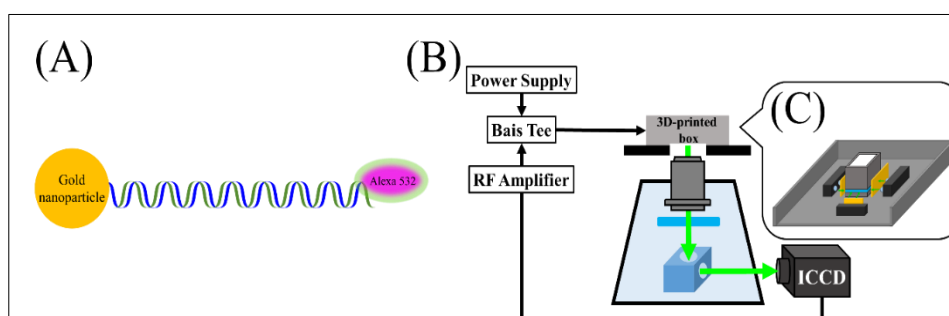 (A)
Gold
nanoparticle
Alexa 532
(B)
Power Supply
Bais Tee
RF Amplifier
3D-printed
box
(C)
ICCD